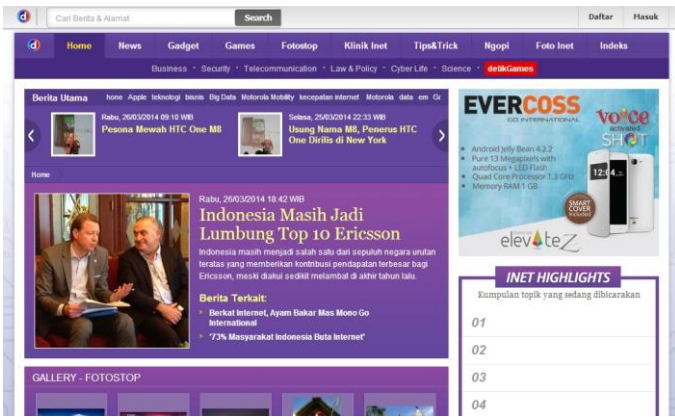 d Cari Berita & Alamat Search Daftar Masuk
d Home News Gadget Games Fotostop Klinik Inet Tips&Trick Ngopi Foto Inet Indeks
Business Security Telecommunication Law & Policy Cyber Life Science detikGames
Berita Utama hone Apple teknologi bisnis Big Data Motorola Mobility kecepatan internet Motorola data em
Rabu, 26/03/2014 09:10 WIB
Pesona Mewah HTC One M8
Selasa, 25/03/2014 22:33 WIB
Usung Nama M8, Penerus HTC
One Dirilis di New York
Home
Rabu, 26/03/2014 18:42 WIB
Indonesia Masih Jadi
Lumbung Top 10 Ericsson
Indonesia masih menjadi salah satu dari sepuluh negara urutan
teratas yang memberikan kontribusi pendapatan terbesar bagi
Ericsson, meski diakui sedikit melambat di akhir tahun lalu.
Berita Terkait:
Berkat Internet, Ayam Bakar Mas Mono Go
International
'73% Masyarakat Indonesia Buta Internet'
GALLERY - FOTOSTOP
EVERCOSS
GO INTERNATIONAL
voice
activated
SHOT
Android Jelly Bean 4.2.2
Pure 13 Megapixels with
autofocus + LED Flash
Quad Core Processor 1.3 GHz
Memory RAM 1 GB
12:04
SMART
COVER
Included
elevate Z
INET HIGHLIGHTS
Kumpulan topik yang sedang dibicarakan
01
02
03
04